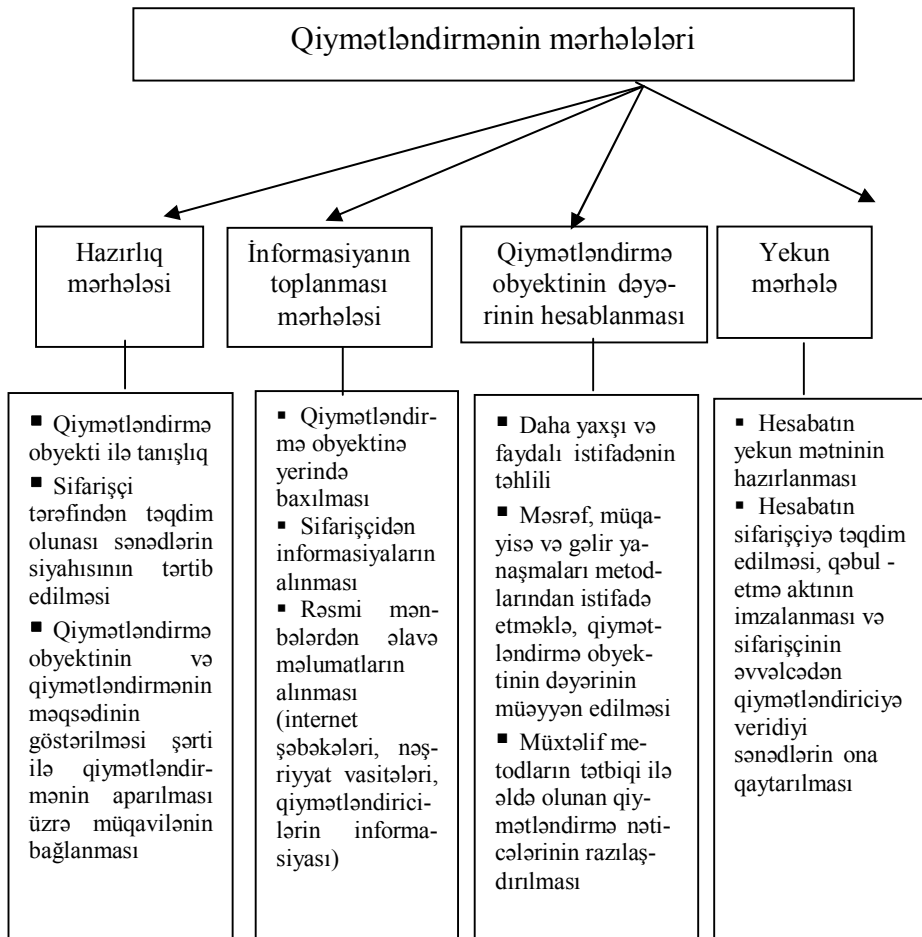 Qiymətləndirmənin mərhələləri
Hazırlıq
mərhələsi
İnformasiyanın
toplanması
mərhələsi
Qiymətləndirmə
obyektinin dəyə-
rinin hesablanması
Yekun
mərhələ
▪ Qiymətləndirmə
obyekti ilə tanışlıq
▪ Sifarişçi
tərəfindən təqdim
olunası sənədlərin
siyahısının tərtib
edilməsi
▪ Qiymətləndirmə
obyektinin və
qiymətləndirmənin
məqsədinin
göstərilməsi şərti
ilə qiymətləndir-
mənin aparılması
üzrə müqavilənin
bağlanması
▪ Qiymətləndir-
mə obyektinə
yerində
baxılması
▪ Sifarişçidən
informasiyaların
alınması
▪ Rəsmi mən-
bələrdən əlavə
məlumatların
alınması
(internet
şəbəkələri, nəş-
riyyat vasitələri,
qiymətləndirici-
lərin informa-
siyası)
▪ Daha yaxşı və
faydalı istifadənin
təhlili
▪ Məsrəf, müqa-
yisə və gəlir ya-
naşmaları metod-
larından istifadə
etməklə, qiymət-
ləndirmə obyek-
tinin dəyərinin
müəyyən edilməsi
▪ Müxtəlif me-
todların tətbiqi ilə
əldə olunan qiy-
mətləndirmə nəti-
cələrinin razılaş-
dırılması
▪ Hesabatın
yekun mətninin
hazırlanması
▪ Hesabatın
sifarişçiyə təqdim
edilməsi, qəbul -
etmə aktının
imzalanması və
sifarişçinin
əvvəlcədən
qiymətləndiriciyə
veridiyi
sənədlərin ona
qaytarılması